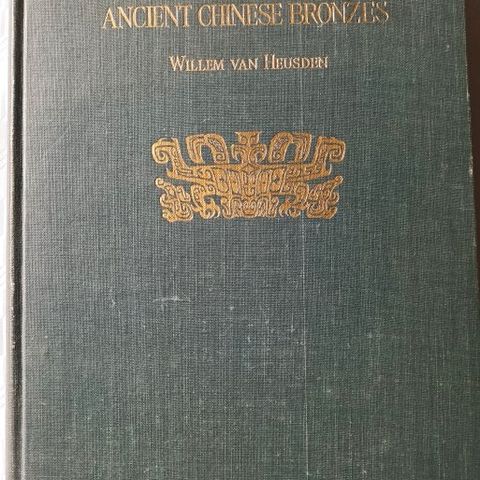 ANCIENT CHINESE BRONZES
WILLEM VAN HEUSDEN